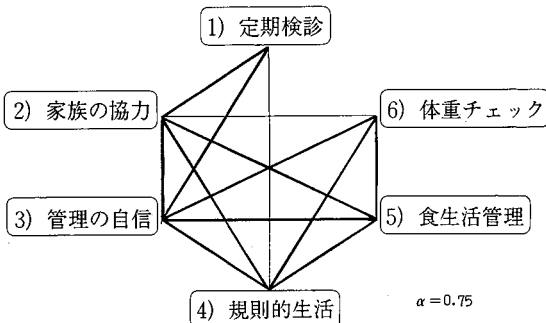 1) 定期検診
2) 家族の協力
6) 体重チェック
3) 管理の自信
5) 食生活管理
4) 規則的生活
α=0.75